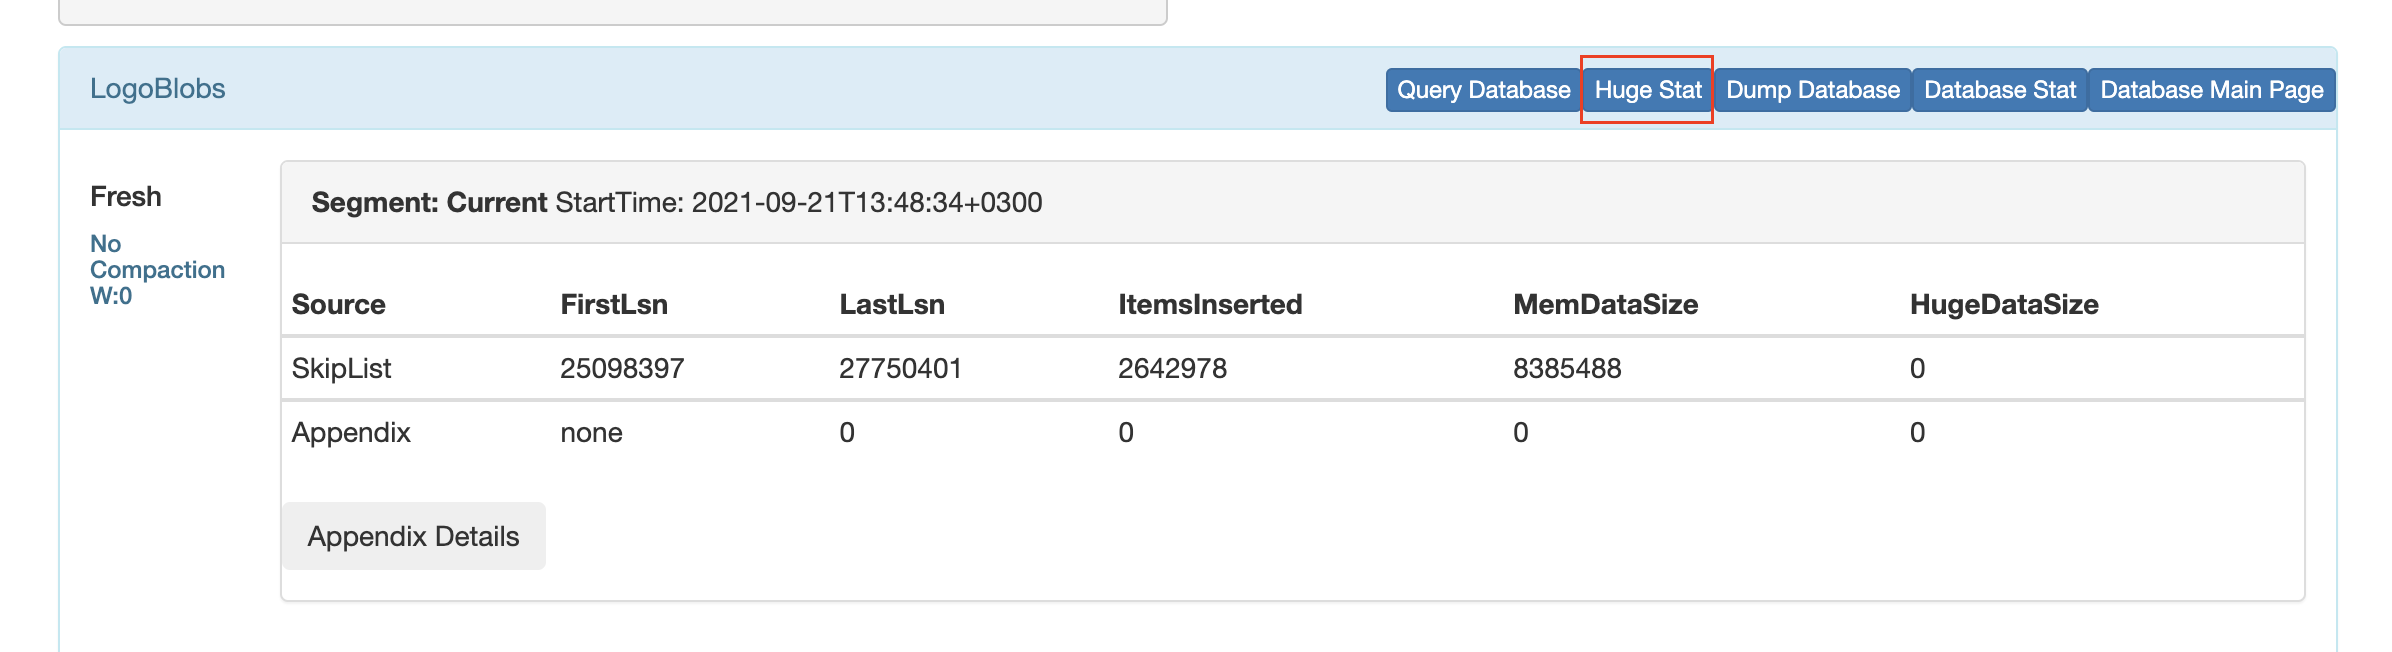 LogoBlobs
Query Database Huge Stat Dump Database Database Stat Database Main Page
Fresh
No
Compaction
W:0
Segment: Current StartTime: 2021-09-21T13:48:34+0300
Source FirstLsn LastLsn ItemsInserted MemDataSize HugeDataSize
SkipList 25098397 27750401 2642978 8385488 0
Appendix none 0 0 0 0
Appendix Details